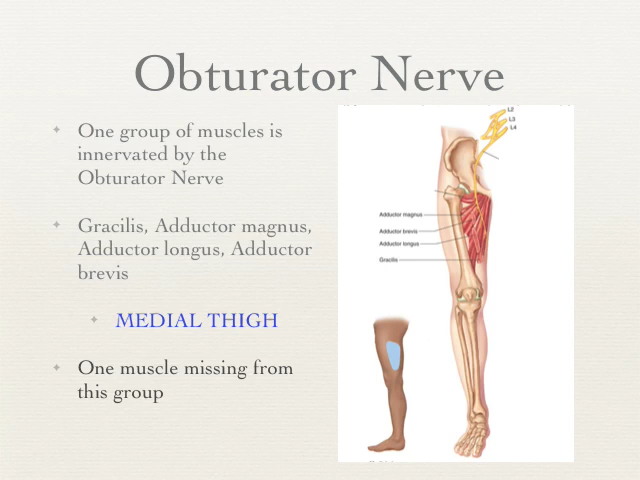 Obturator Nerve
One group of muscles is
innervated by the
Obturator Nerve
Gracilis, Adductor magnus,
Adductor longus, Adductor
brevis
MEDIAL THIGH
One muscle missing from
this group
L2
L3
L4
Adductor magnus
Adductor brevis
Adductor longus
Gracilis